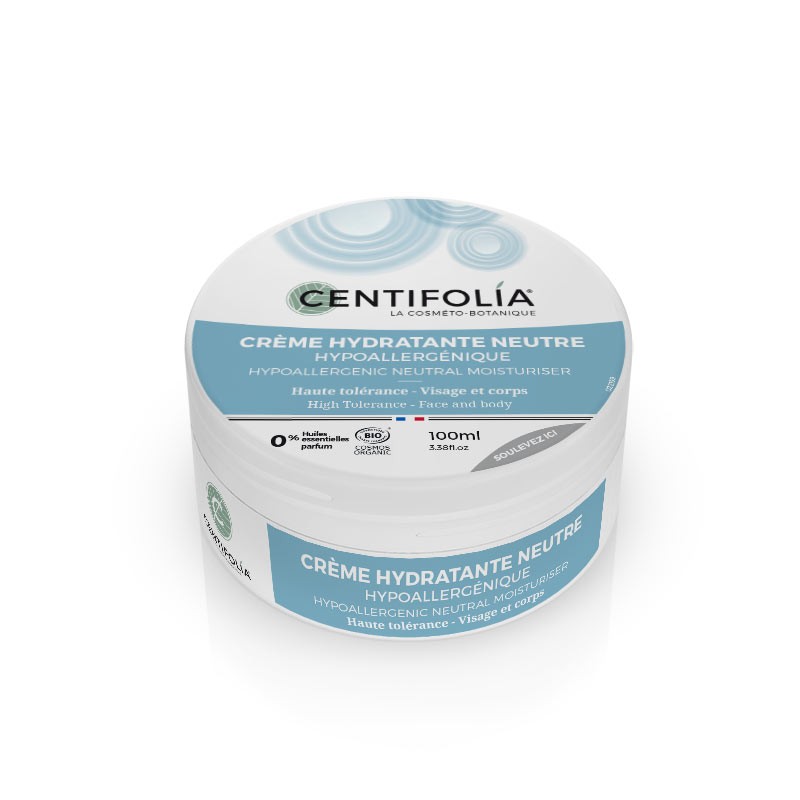 CENTIFOLÍA®
LA COSMÉTO-BOTANIQUE
CRÈME HYDRATANTE NEUTRE
HYPOALLERGÉNIQUE
HYPOALLERGENIC NEUTRAL MOISTURISER
Haute tolérance - Visage et corps
High Tolerance - Face and body
0% Huiles
essentielles
parfum
BIO
COSMOS
ORGANIC
100ml
3.38fl.oz
SOULEVEZ ICI
CRÈME HYDRATANTE NEUTRE
HYPOALLERGÉNIQUE
HYPOALLERGENIC NEUTRAL MOISTURISER
Haute tolérance - Visage et corps